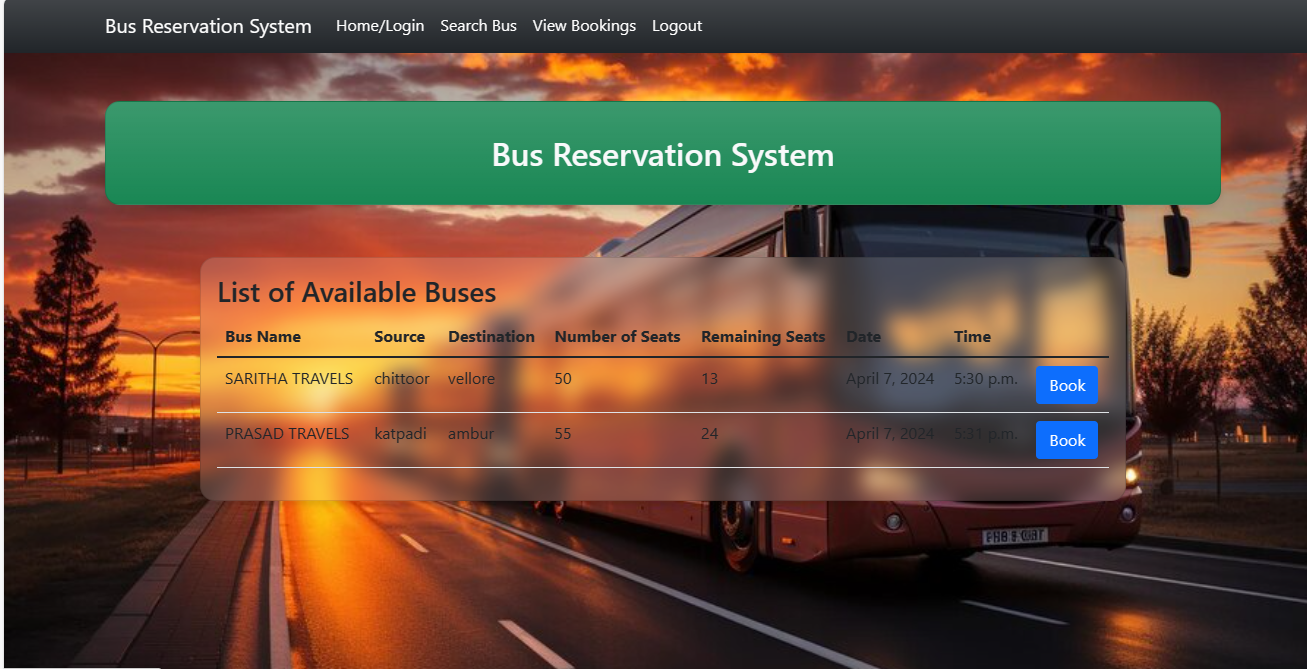 Bus Reservation System Home/Login Search Bus View Bookings Logout
Bus Reservation System
List of Available Buses
Bus Name Source Destination Number of Seats Remaining Seats Date Time
SARITHA TRAVELS chittoor vellore 50 13 April 7, 2024 5:30 p.m. Book
PRASAD TRAVELS katpadi ambur 55 24 April 7, 2024 5:31 p.m. Book